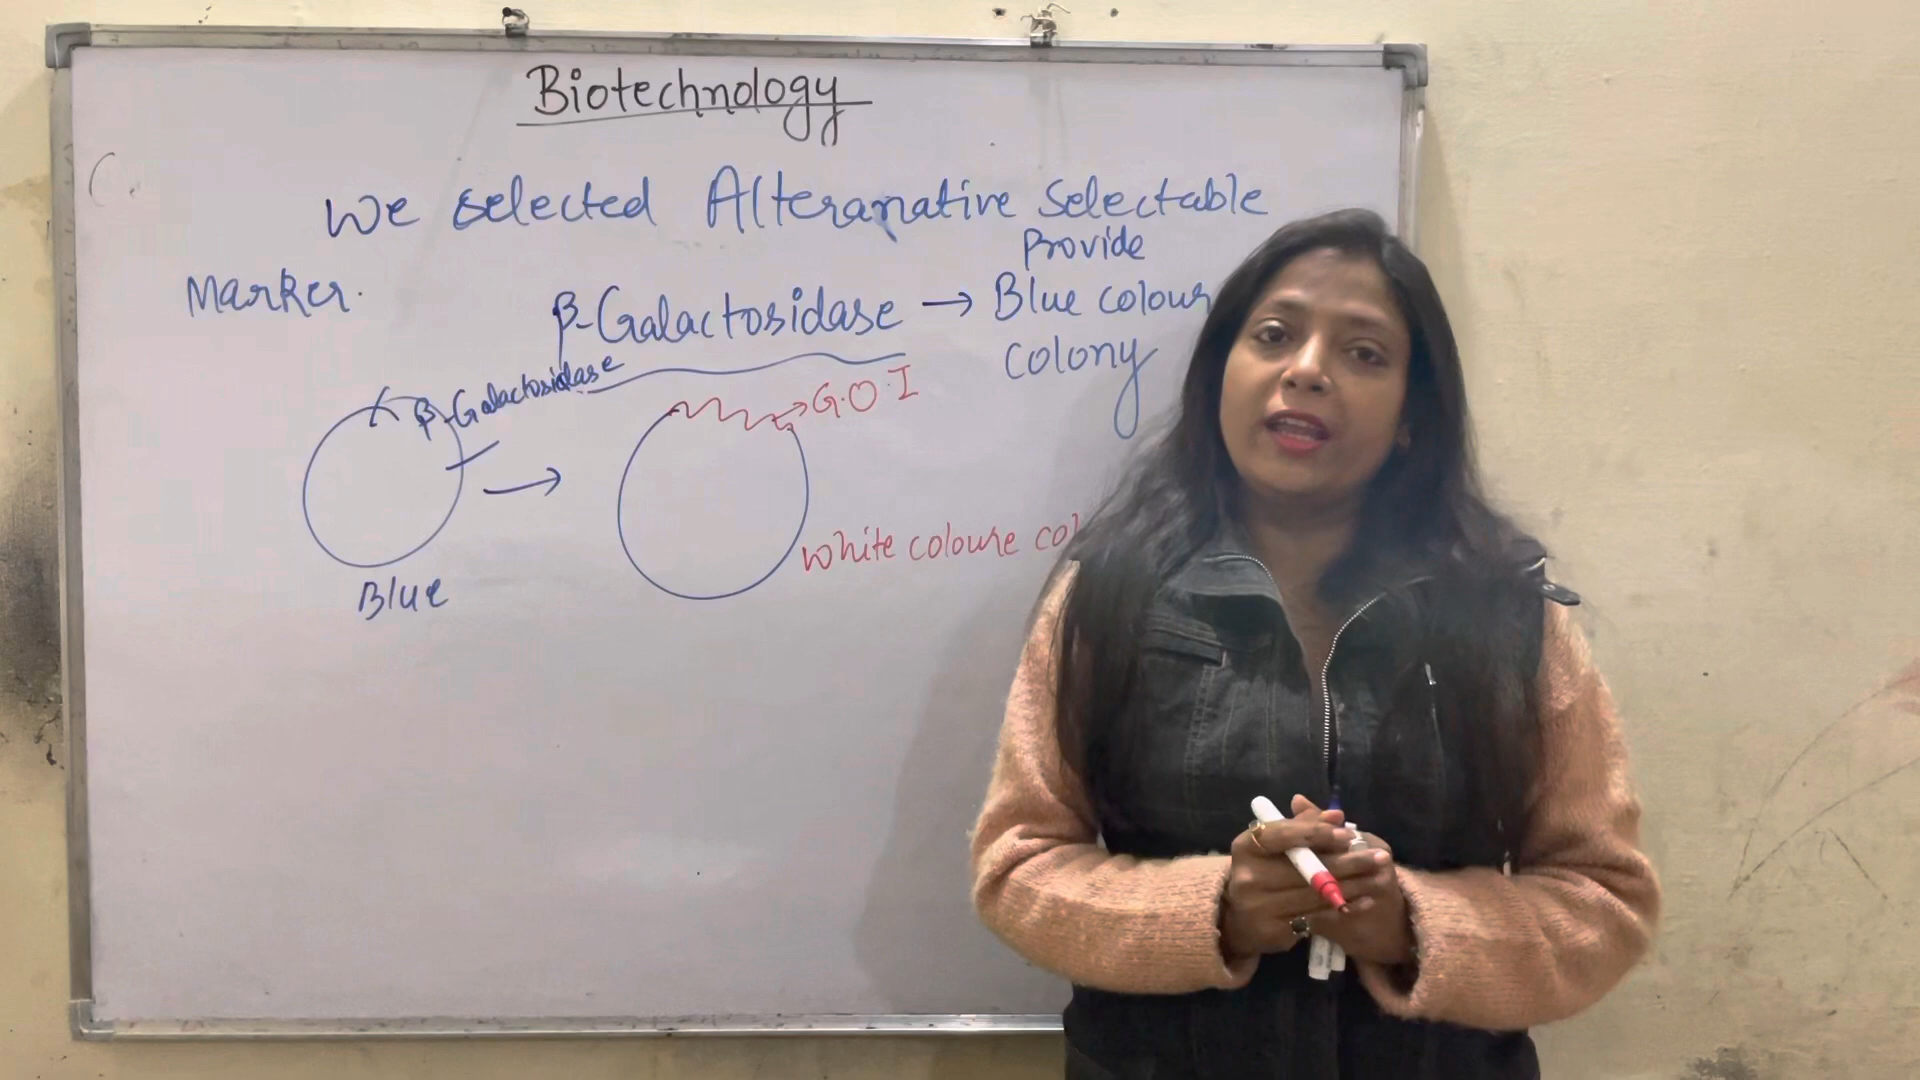 Biotechnology
We selected Alteranative Selectable
Marker.
Provide
β-Galactosidase → Blue colour
colony
β-Galactosidase
G.O.I
White coloure col
Blue